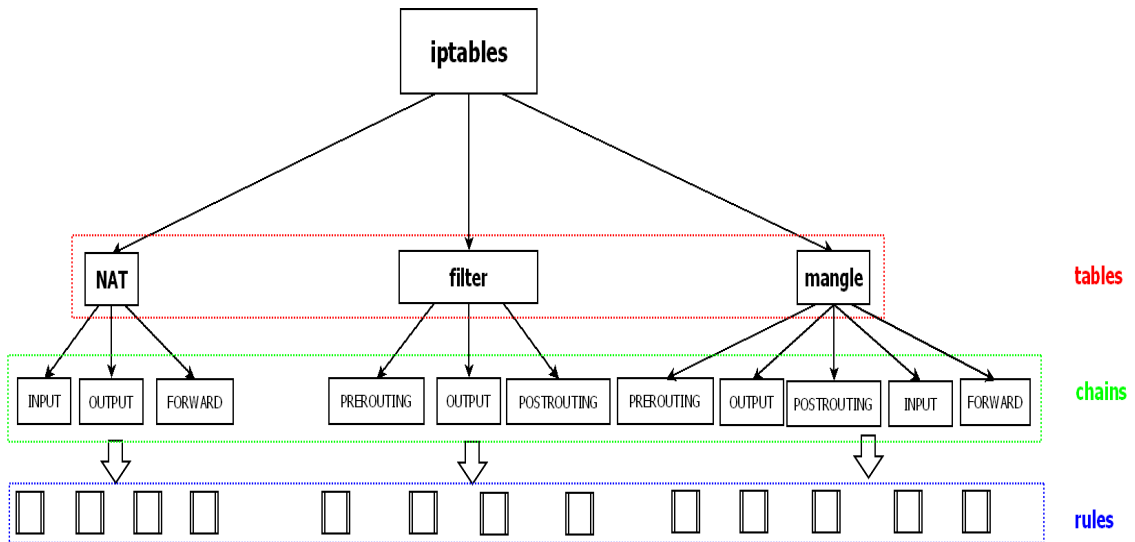 iptables
NAT
filter
mangle
tables
INPUT
OUTPUT
FORWARD
PREROUTING
OUTPUT
POSTROUTING
PREROUTING
OUTPUT
POSTROUTING
INPUT
FORWARD
chains
rules